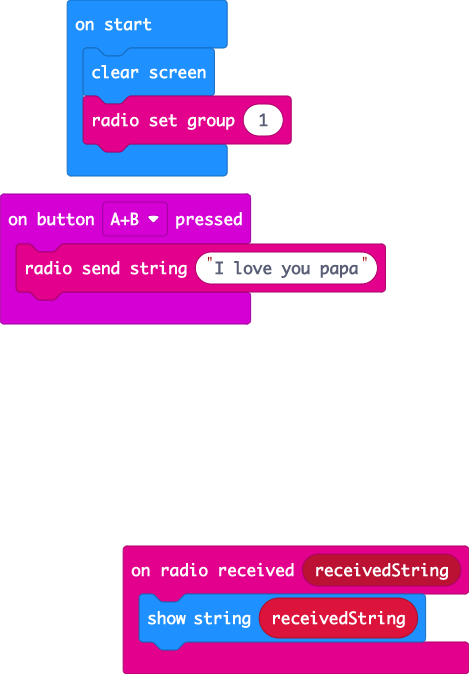 on start
clear screen
radio set group 1
on button A+B pressed
radio send string "I love you papa"
on radio received receivedString
show string receivedString